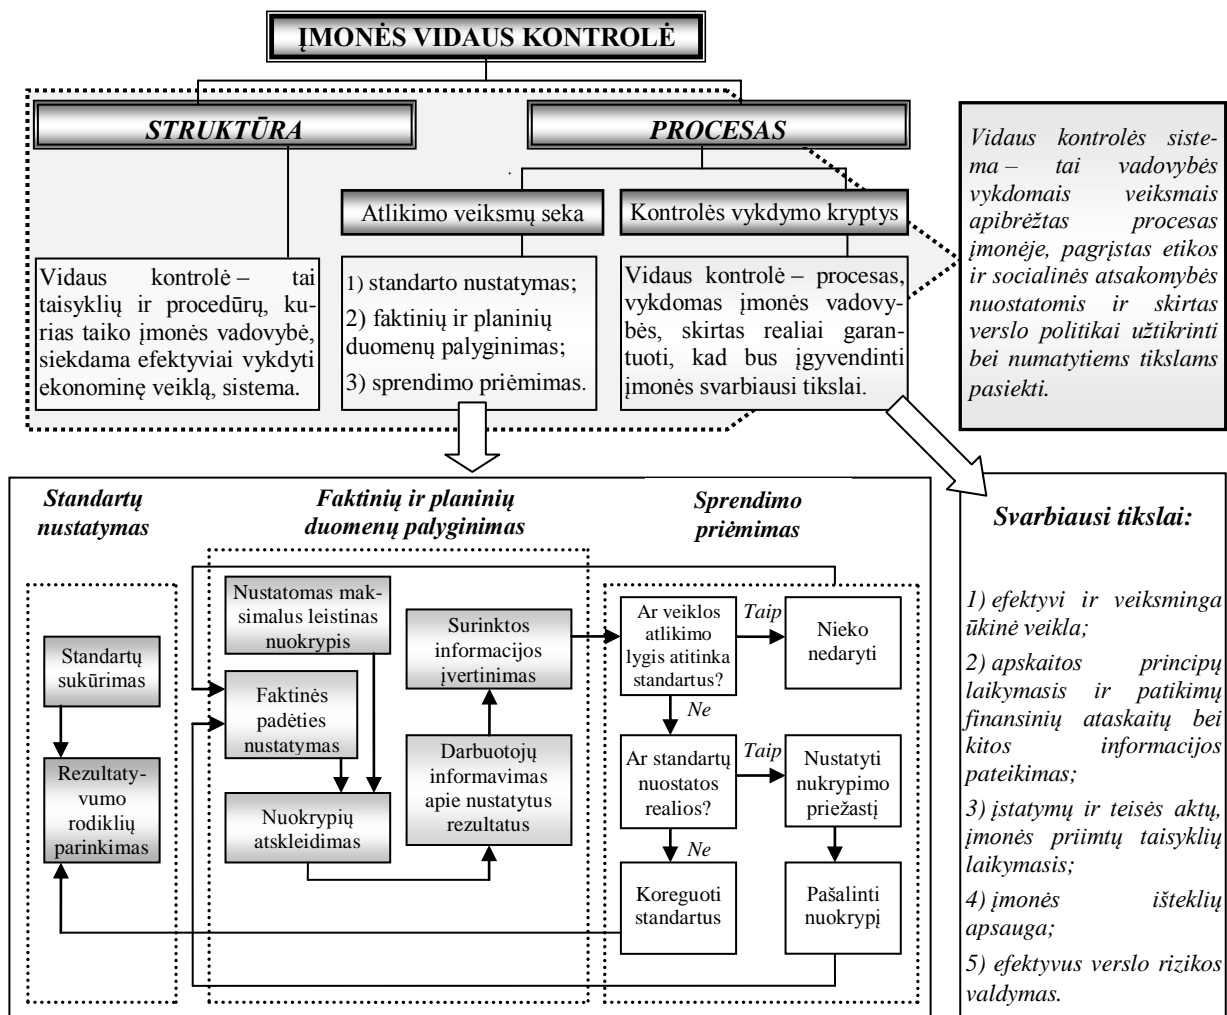 ĮMONĖS VIDAUS KONTROLĖ
STRUKTŪRA
PROCESAS
Atlikimo veiksmų seka
Kontrolės vykdymo kryptys
Vidaus kontrolė – tai
taisyklių ir procedūrų, ku-
rias taiko įmonės vadovybė,
siekdama efektyviai vykdyti
ekonominę veiklą, sistema.
1) standarto nustatymas;
2) faktinių ir planinių
duomenų palyginimas;
3) sprendimo priėmimas.
Vidaus kontrolė – procesas,
vykdomas įmonės vadovy-
bės, skirtas realiai garan-
tuoti, kad bus įgyvendinti
įmonės svarbiausi tikslai.
Vidaus kontrolės siste-
ma – tai vadovybės
vykdomais veiksmais
apibrėžtas procesas
įmonėje, pagrįstas etikos
ir socialinės atsakomybės
nuostatomis ir skirtas
verslo politikai užtikrinti
bei numatytiems tikslams
pasiekti.
Standartų
nustatymas
Faktinių ir planinių
duomenų palyginimas
Sprendimo
priėmimas
Standartų
sukūrimas
Rezultaty-
vumo
rodiklių
parinkimas
Nustatomas mak-
simalus leistinas
nuokrypis
Faktinės
padėties
nustatymas
Nuokrypių
atskleidimas
Surinktos
informacijos
įvertinimas
Darbuotojų
informavimas
apie nustatytus
rezultatus
Ar veiklos
atlikimo
lygis atitinka
standartus?
Taip
Nieko
nedaryti
Ne
Ar standartų
nuostatos
realios?
Taip
Nustatyti
nukrypimo
priežastį
Ne
Koreguoti
standartus
Pašalinti
nuokrypį
Svarbiausi tikslai:
1) efektyvi ir veiksminga
ūkinė veikla;
2) apskaitos principų
laikymasis ir patikimų
finansinių ataskaitų bei
kitos informacijos
pateikimas;
3) įstatymų ir teisės aktų,
įmonės priimtų taisyklių
laikymasis;
4) įmonės išteklių
apsauga;
5) efektyvus verslo rizikos
valdymas.